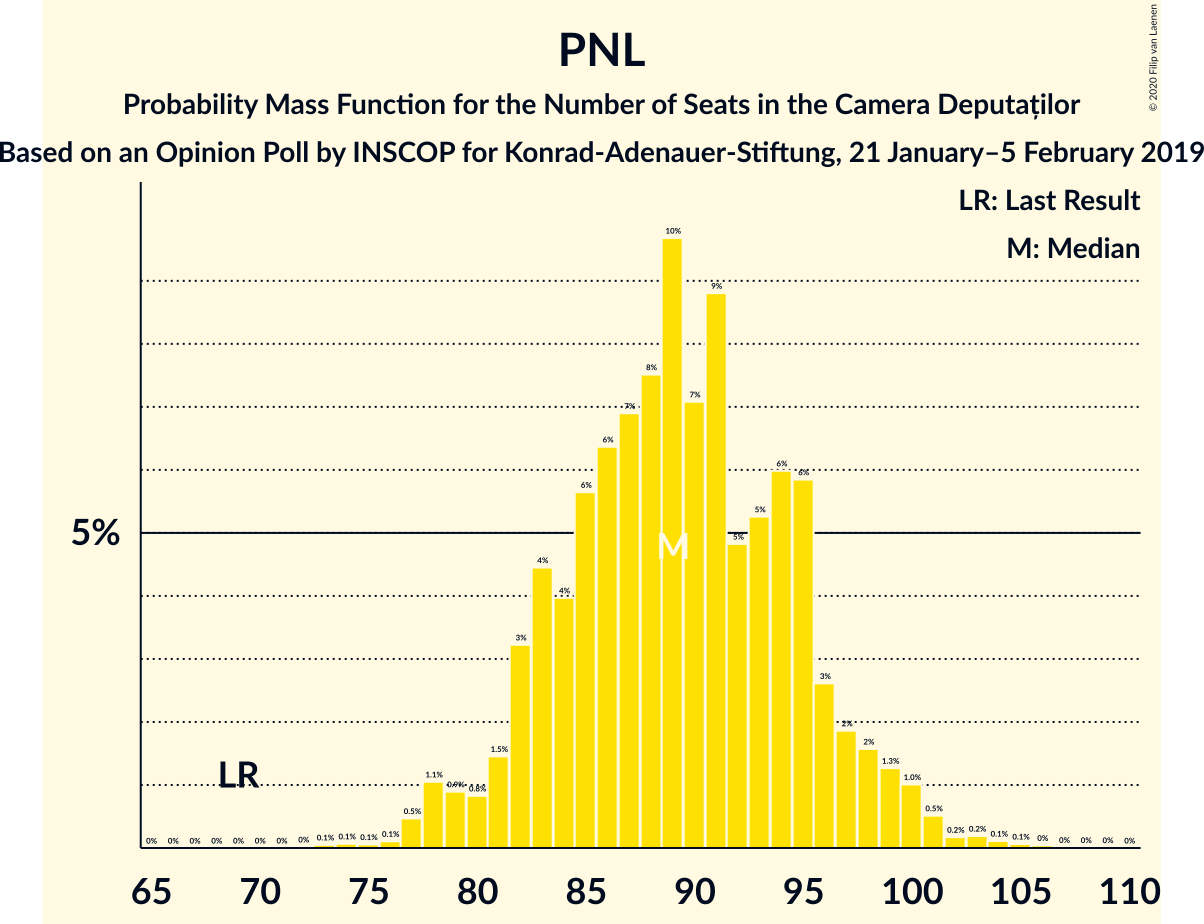 PNL
Probability Mass Function for the Number of Seats in the Camera Deputaților
Based on an Opinion Poll by INSCOP for Konrad-Adenauer-Stiftung, 21 January–5 February 2019
© 2020 Filip van Laenen
LR: Last Result
M: Median
5%
LR
M
0% 0% 0% 0% 0% 0% 0% 0% 0.1% 0.1% 0.1% 0.1% 0.5% 1.1% 0.9% 0.8% 1.5% 3% 4% 4% 6% 6% 7% 8% 10% 7% 9% 5% 5% 6% 6% 3% 2% 2% 1.3% 1.0% 0.5% 0.2% 0.2% 0.1% 0.1% 0% 0% 0% 0% 0%
65 70 75 80 85 90 95 100 105 110